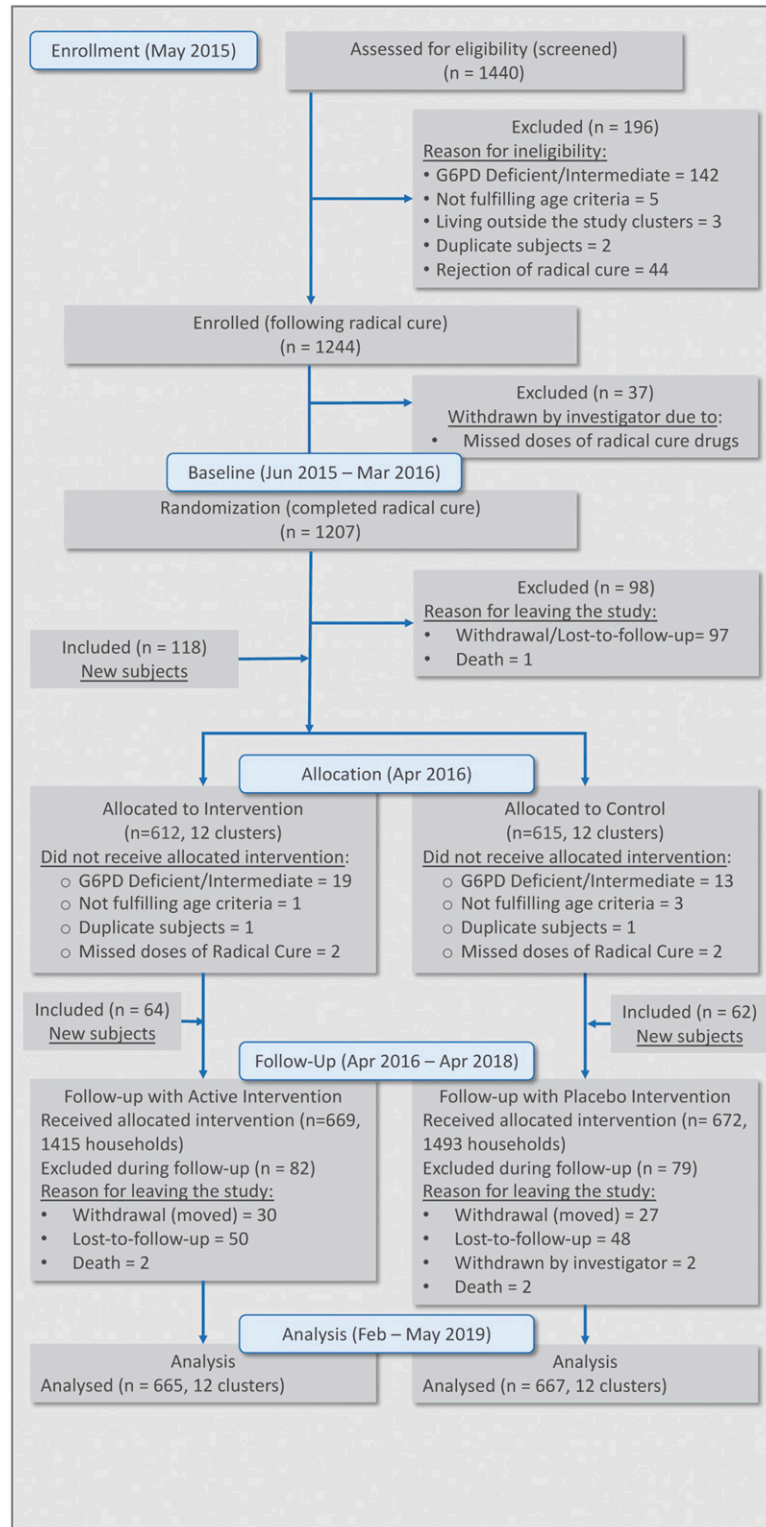 Enrollment (May 2015)
Assessed for eligibility (screened)
(n = 1440)
Excluded (n = 196)
Reason for ineligibility:
• G6PD Deficient/Intermediate = 142
• Not fulfilling age criteria = 5
• Living outside the study clusters = 3
• Duplicate subjects = 2
• Rejection of radical cure = 44
Enrolled (following radical cure)
(n = 1244)
Excluded (n = 37)
Withdrawn by investigator due to:
• Missed doses of radical cure drugs
Baseline (Jun 2015 – Mar 2016)
Randomization (completed radical cure)
(n = 1207)
Excluded (n = 98)
Reason for leaving the study:
• Withdrawal/Lost-to-follow-up= 97
• Death = 1
Included (n = 118)
New subjects
Allocation (Apr 2016)
Allocated to Intervention
(n=612, 12 clusters)
Did not receive allocated intervention:
○ G6PD Deficient/Intermediate = 19
○ Not fulfilling age criteria = 1
○ Duplicate subjects = 1
○ Missed doses of Radical Cure = 2
Allocated to Control
(n=615, 12 clusters)
Did not receive allocated intervention:
○ G6PD Deficient/Intermediate = 13
○ Not fulfilling age criteria = 3
○ Duplicate subjects = 1
○ Missed doses of Radical Cure = 2
Included (n = 64)
New subjects
Included (n = 62)
New subjects
Follow-Up (Apr 2016 – Apr 2018)
Follow-up with Active Intervention
Received allocated intervention (n=669,
1415 households)
Excluded during follow-up (n = 82)
Reason for leaving the study:
• Withdrawal (moved) = 30
• Lost-to-follow-up = 50
• Death = 2
Follow-up with Placebo Intervention
Received allocated intervention (n= 672,
1493 households)
Excluded during follow-up (n = 79)
Reason for leaving the study:
• Withdrawal (moved) = 27
• Lost-to-follow-up = 48
• Withdrawn by investigator = 2
• Death = 2
Analysis (Feb – May 2019)
Analysis
Analysed (n = 665, 12 clusters)
Analysis
Analysed (n = 667, 12 clusters)